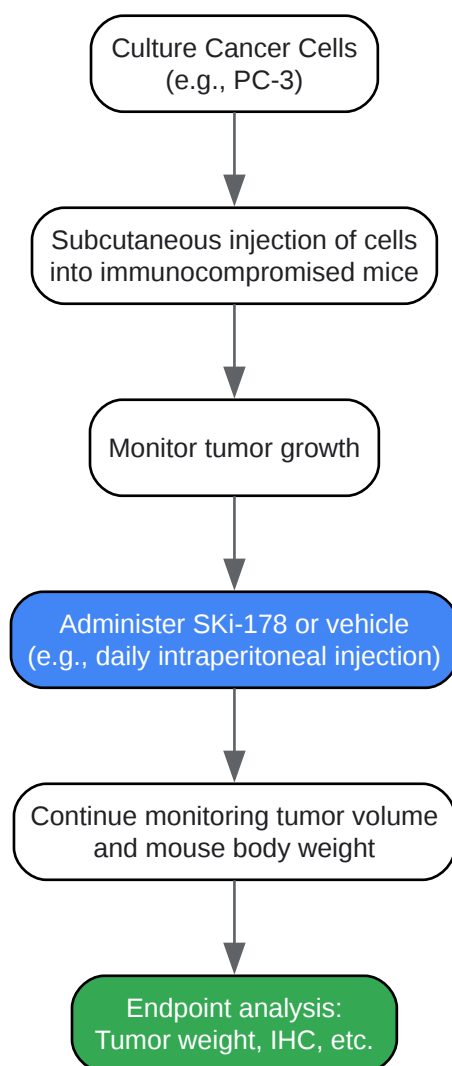 Culture Cancer Cells
(e.g., PC-3)
Subcutaneous injection of cells
into immunocompromised mice
Monitor tumor growth
Administer SKi-178 or vehicle
(e.g., daily intraperitoneal injection)
Continue monitoring tumor volume
and mouse body weight
Endpoint analysis:
Tumor weight, IHC, etc.